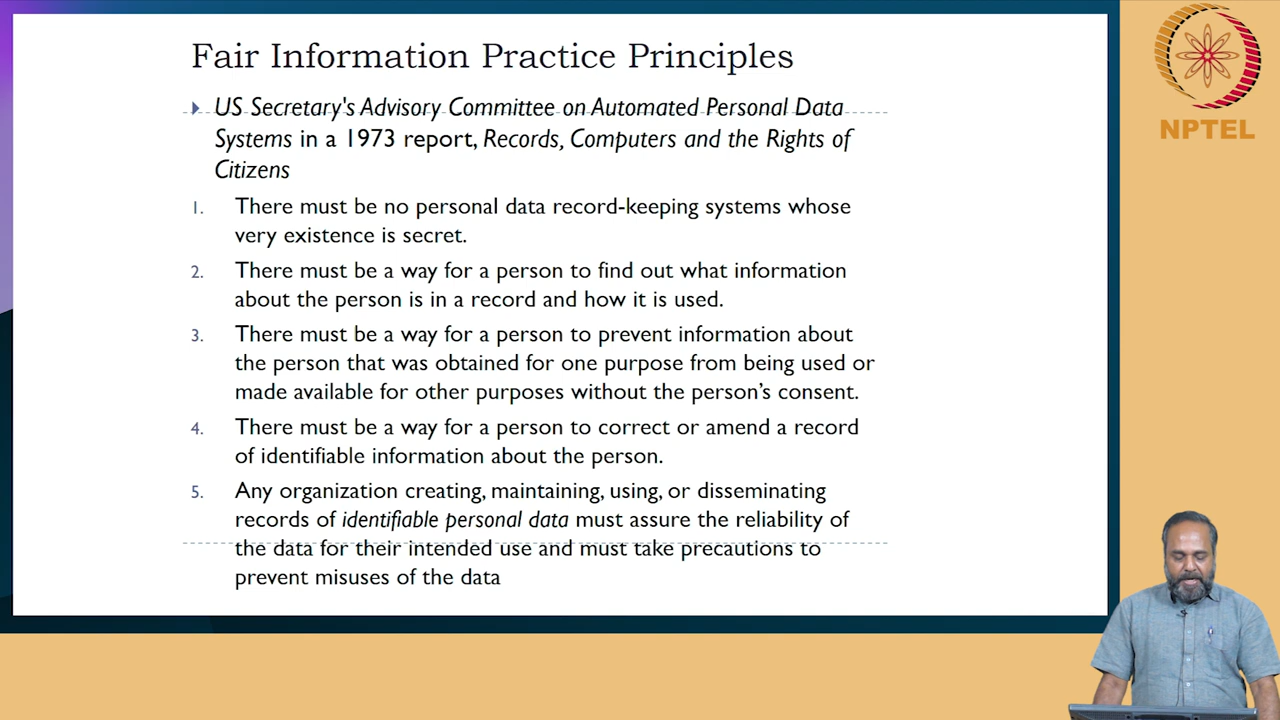 Fair Information Practice Principles
US Secretary's Advisory Committee on Automated Personal Data
Systems in a 1973 report, Records, Computers and the Rights of
Citizens
1. There must be no personal data record-keeping systems whose
very existence is secret.
2. There must be a way for a person to find out what information
about the person is in a record and how it is used.
3. There must be a way for a person to prevent information about
the person that was obtained for one purpose from being used or
made available for other purposes without the person's consent.
4. There must be a way for a person to correct or amend a record
of identifiable information about the person.
5. Any organization creating, maintaining, using, or disseminating
records of identifiable personal data must assure the reliability of
the data for their intended use and must take precautions to
prevent misuses of the data
NPTEL